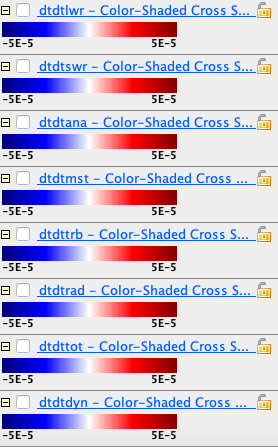 dtdtlwr – Color-Shaded Cross S...
-5E-5 5E-5
dtdtswr – Color-Shaded Cross S...
-5E-5 5E-5
dtdtana – Color-Shaded Cross S...
-5E-5 5E-5
dtdtmst – Color-Shaded Cross ...
-5E-5 5E-5
dtdttrb – Color-Shaded Cross S...
-5E-5 5E-5
dtdtrad – Color-Shaded Cross S...
-5E-5 5E-5
dtdttot – Color-Shaded Cross S...
-5E-5 5E-5
dtdtdyn – Color-Shaded Cross ...
-5E-5 5E-5